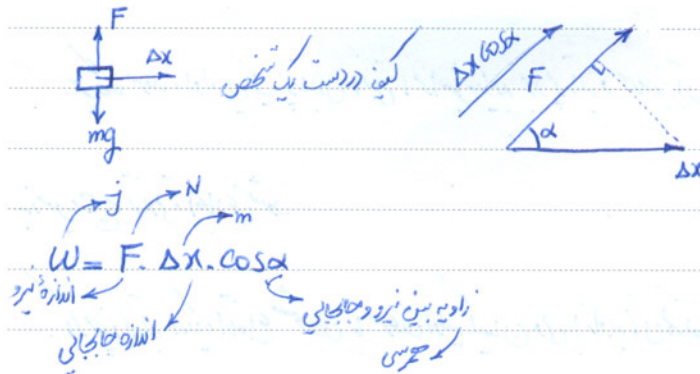 F
Δx
mg
کیف در دست یک شخص
Δx cosα
F
α
Δx
j
N
m
W = F. Δx. cosα
اندازهٔ نیرو
اندازه جابجایی
زاویه بین نیرو و جابجایی